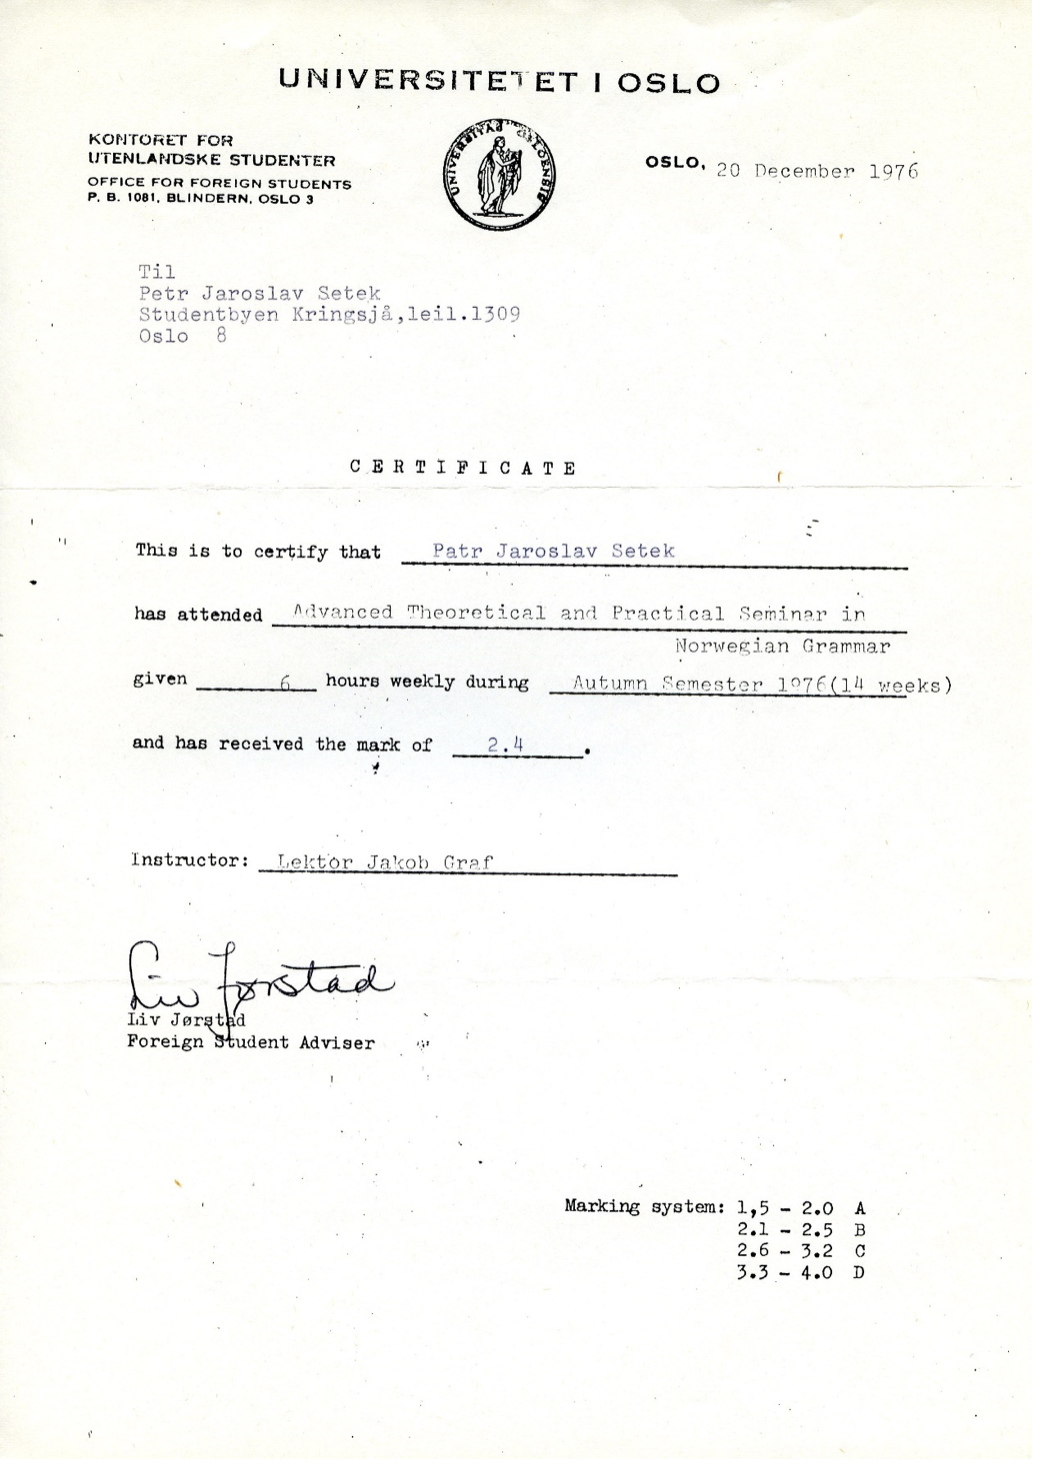 UNIVERSITETET I OSLO
KONTORET FOR
UTENLANDSKE STUDENTER
OFFICE FOR FOREIGN STUDENTS
P. B. 1081, BLINDERN, OSLO 3
UNIVERSITAS OSLOENSIS
OSLO, 20 December 1976
Til
Petr Jaroslav Setek
Studentbyen Kringsjå,leil.1309
Oslo 8
CERTIFICATE
This is to certify that Patr Jaroslav Setek
has attended Advanced Theoretical and Practical Seminar in
Norwegian Grammar
given 6 hours weekly during Autumn Semester 1976(14 weeks)
and has received the mark of 2.4 .
Instructor: Lektor Jakob Graf
Liv Jørstad
Liv Jørstad
Foreign Student Adviser
Marking system: 1,5 - 2.0 A
2.1 - 2.5 B
2.6 - 3.2 C
3.3 - 4.0 D